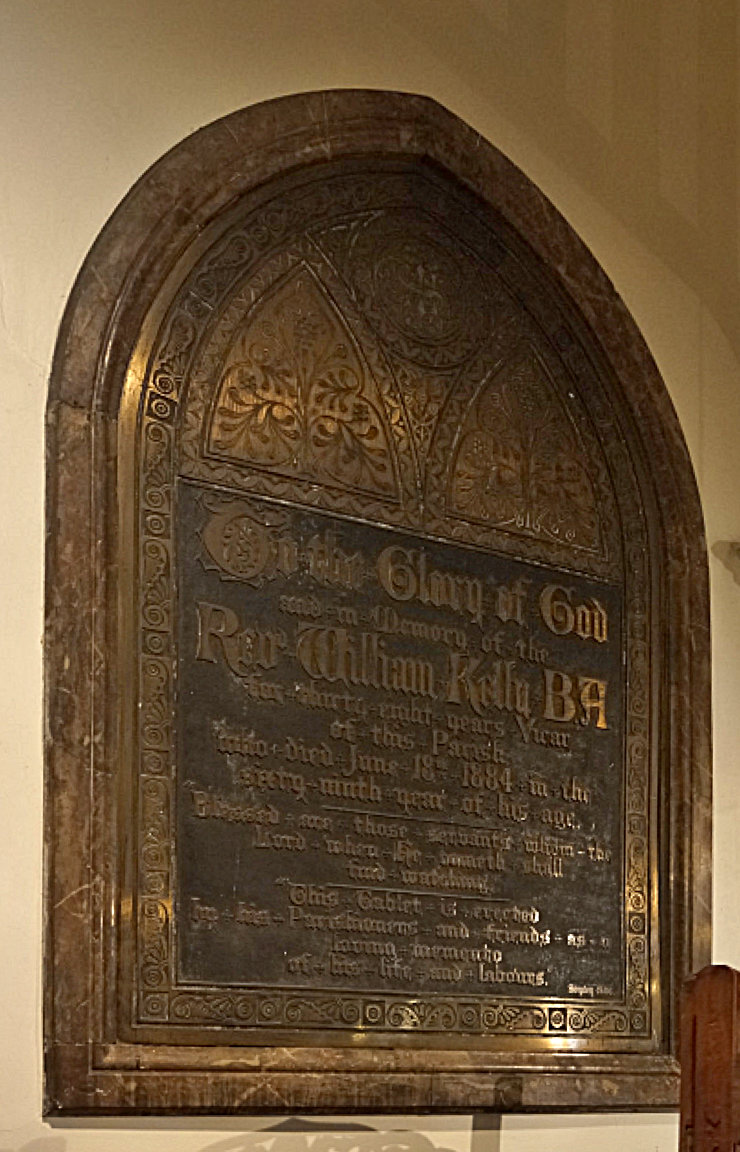 To · the · Glory · of · God
and · in · Memory · of · the
Revd · William · Kelly, B.A
for · thirty · eight · years Vicar
of · this · Parish
who · died · June · 18th · 1884 · in · the
sixty · ninth · year · of · his · age.
Blessed · are · those · servants whom · the
Lord · when · He · cometh · shall
find · watching.
This · Tablet · is · erected
by · his · Parishioners · and · friends · as · a
loving · memento
of · his · life · and · labours.